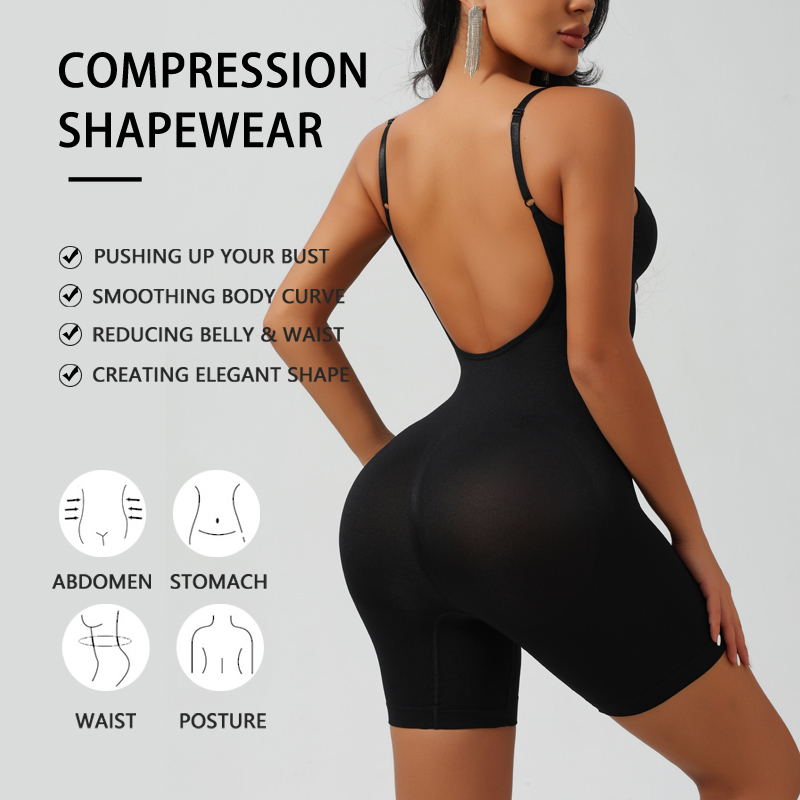 COMPRESSION
SHAPEWEAR
PUSHING UP YOUR BUST
SMOOTHING BODY CURVE
REDUCING BELLY & WAIST
CREATING ELEGANT SHAPE
ABDOMEN STOMACH
WAIST POSTURE